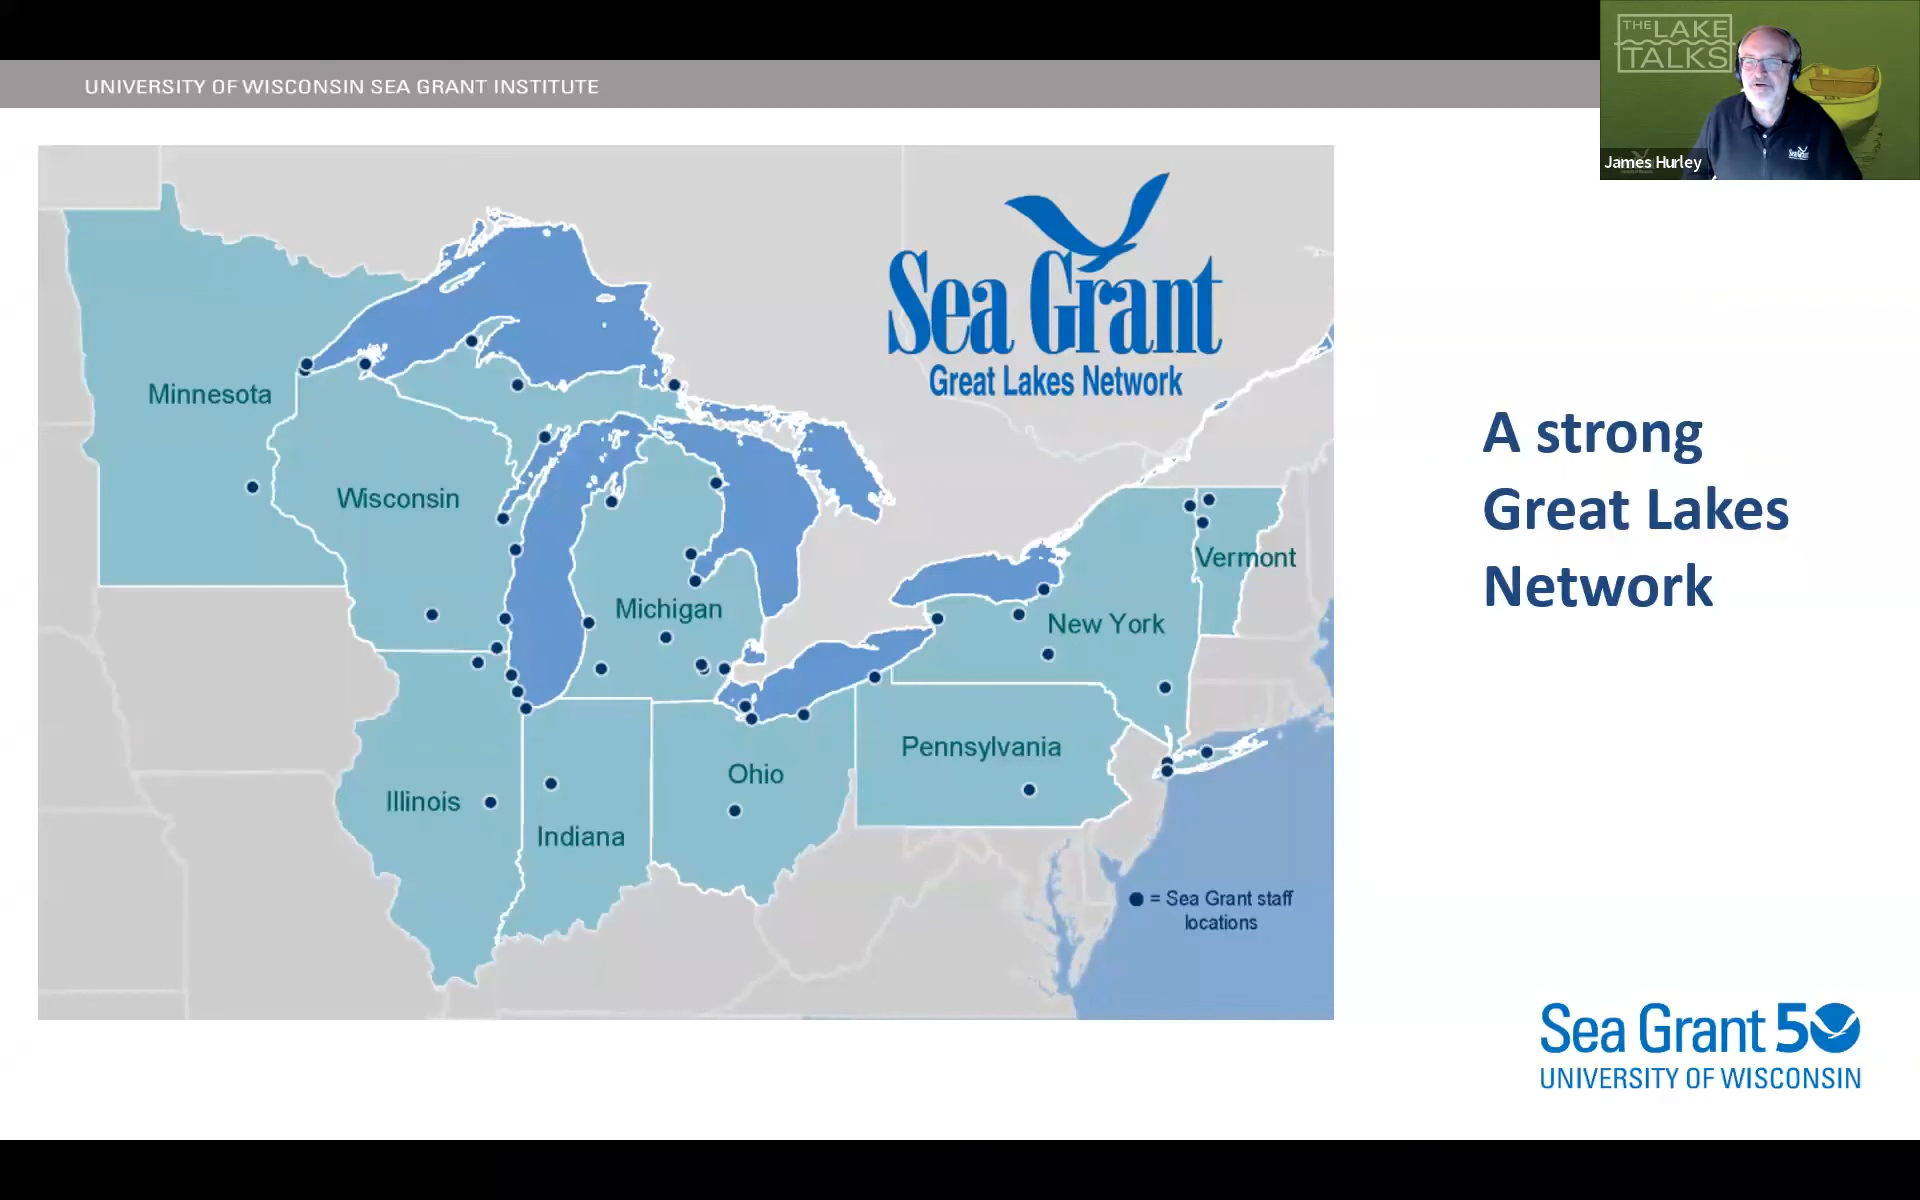 UNIVERSITY OF WISCONSIN SEA GRANT INSTITUTE
THE LAKE
TALKS
Sea Grant
James Hurley
Sea Grant
Great Lakes Network
Minnesota
Wisconsin
Michigan
Vermont
New York
Pennsylvania
Ohio
Illinois
Indiana
= Sea Grant staff
locations
A strong
Great Lakes
Network
Sea Grant 50
UNIVERSITY OF WISCONSIN